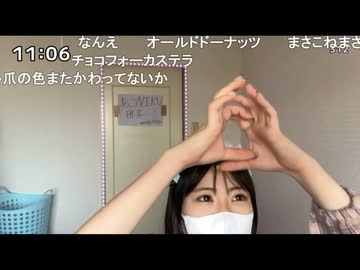 11:06
なんえ オールドドーナッツ まさこねまさ
312
チョコフォーカステラ
爪の色またかわってないか